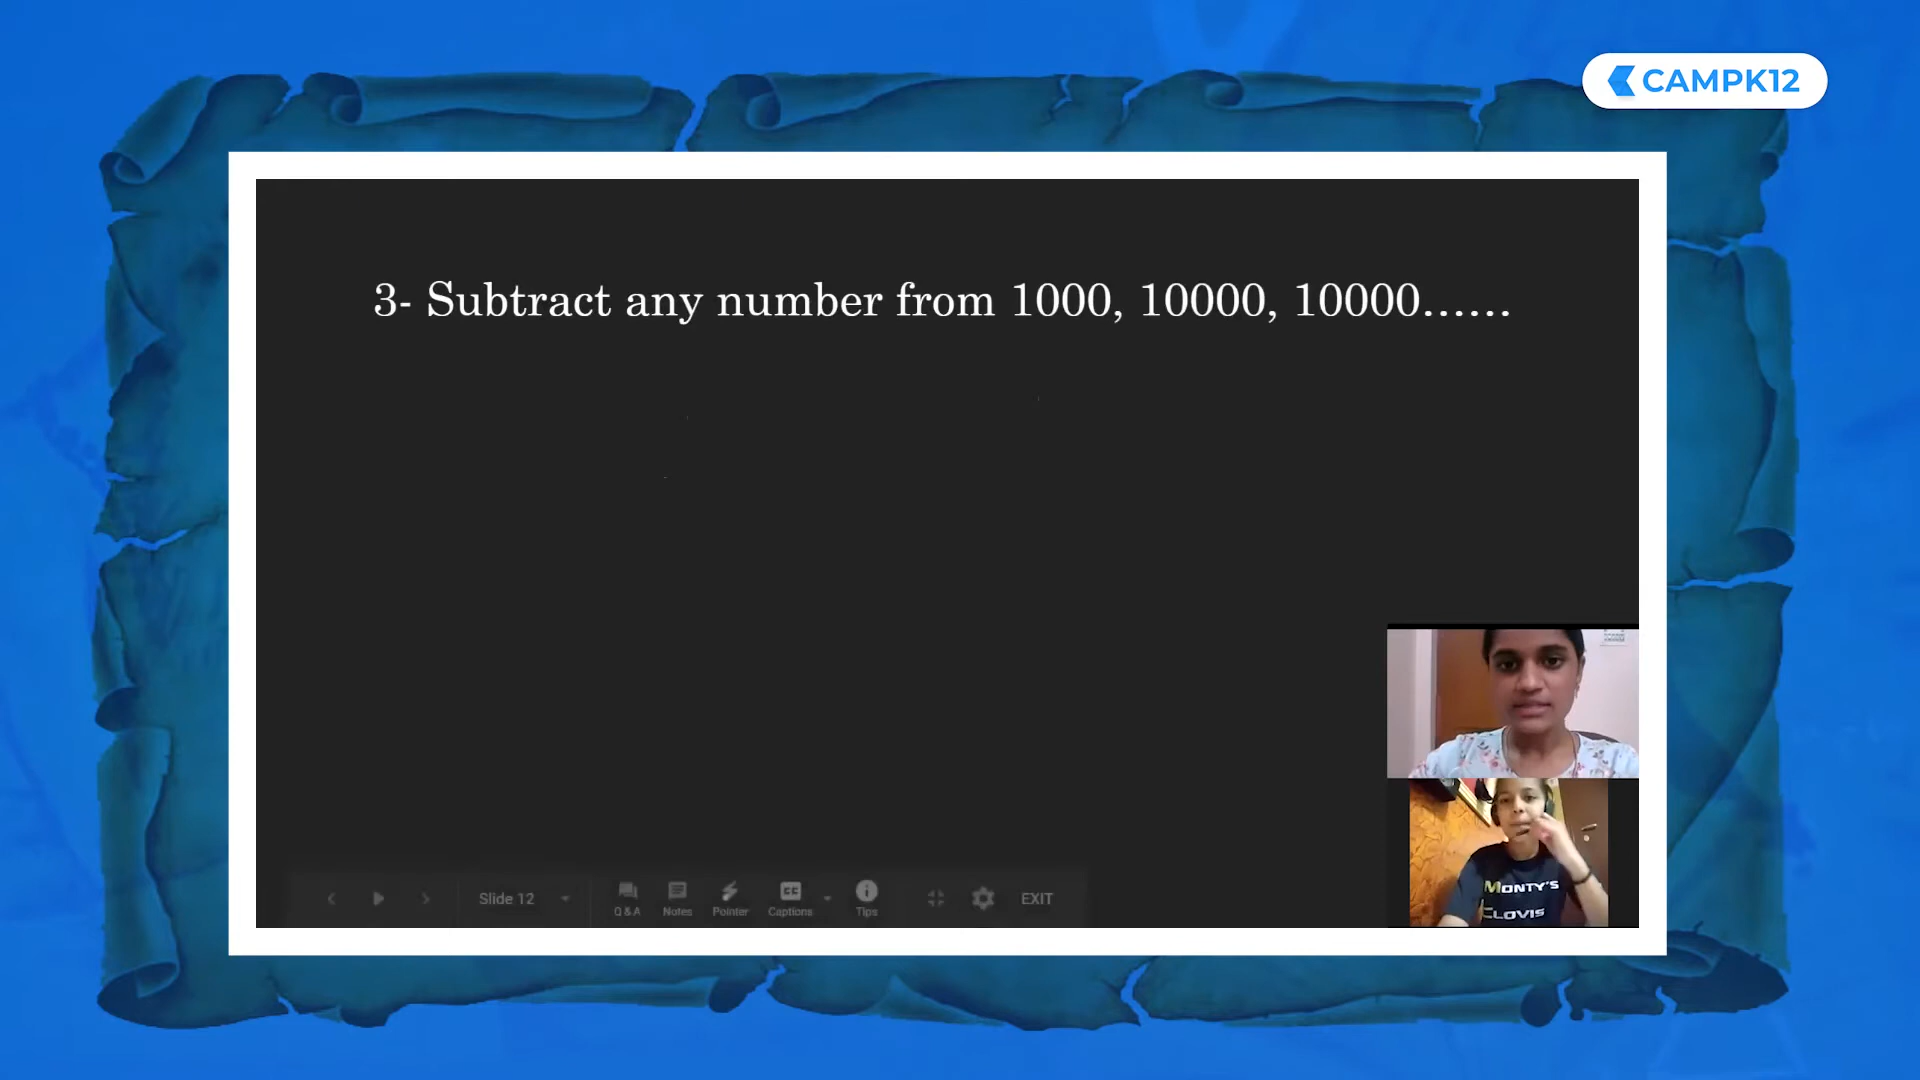 CAMPK12
3- Subtract any number from 1000, 10000, 10000......
MONTY'S
CLOVIS
Slide 12
Q & A
Notes
Pointer
Captions
Tips
EXIT